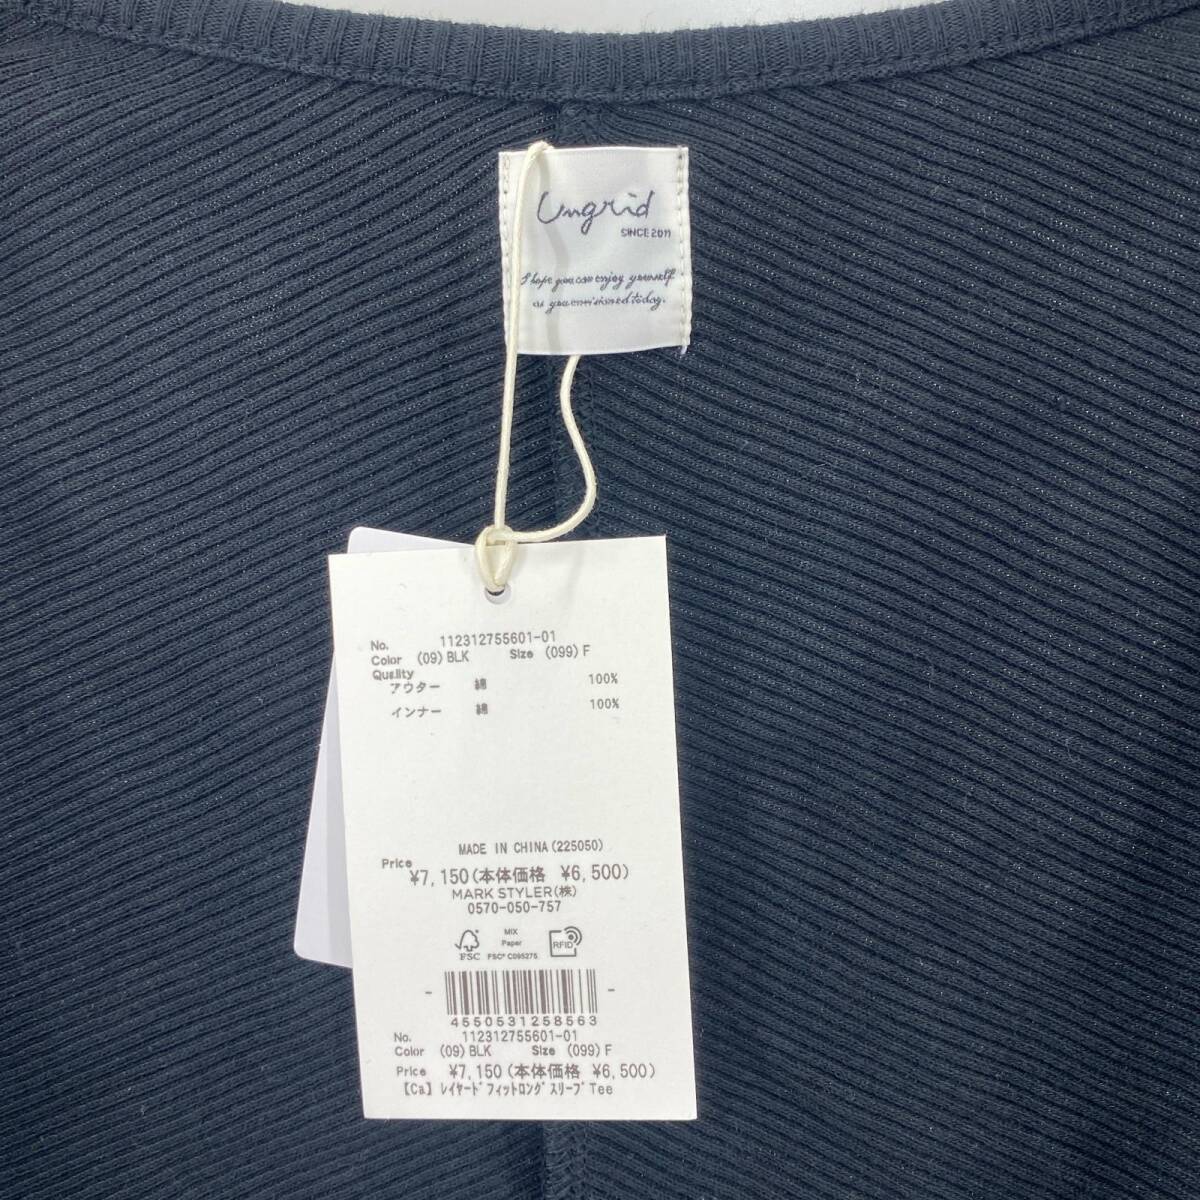 Ungrid
SINCE 2011
I hope you can enjoy yourself
as you envisioned today.
No. 112312755601-01
Color (09) BLK Size (099) F
Quality
アウター 綿 100%
インナー 綿 100%
MADE IN CHINA (225050)
Price ¥7,150 (本体価格 ¥6,500)
MARK STYLER(株)
0570-050-757
FSC
MIX
Paper
FSC® C095275
RFID
- -
4550531258563
No. 112312755601-01
Color (09) BLK Size (099) F
Price ¥7,150 (本体価格 ¥6,500)
【Ca】ﾚｲﾔｰﾄﾞﾌｨｯﾄﾛﾝｸﾞｽﾘｰﾌﾞTee